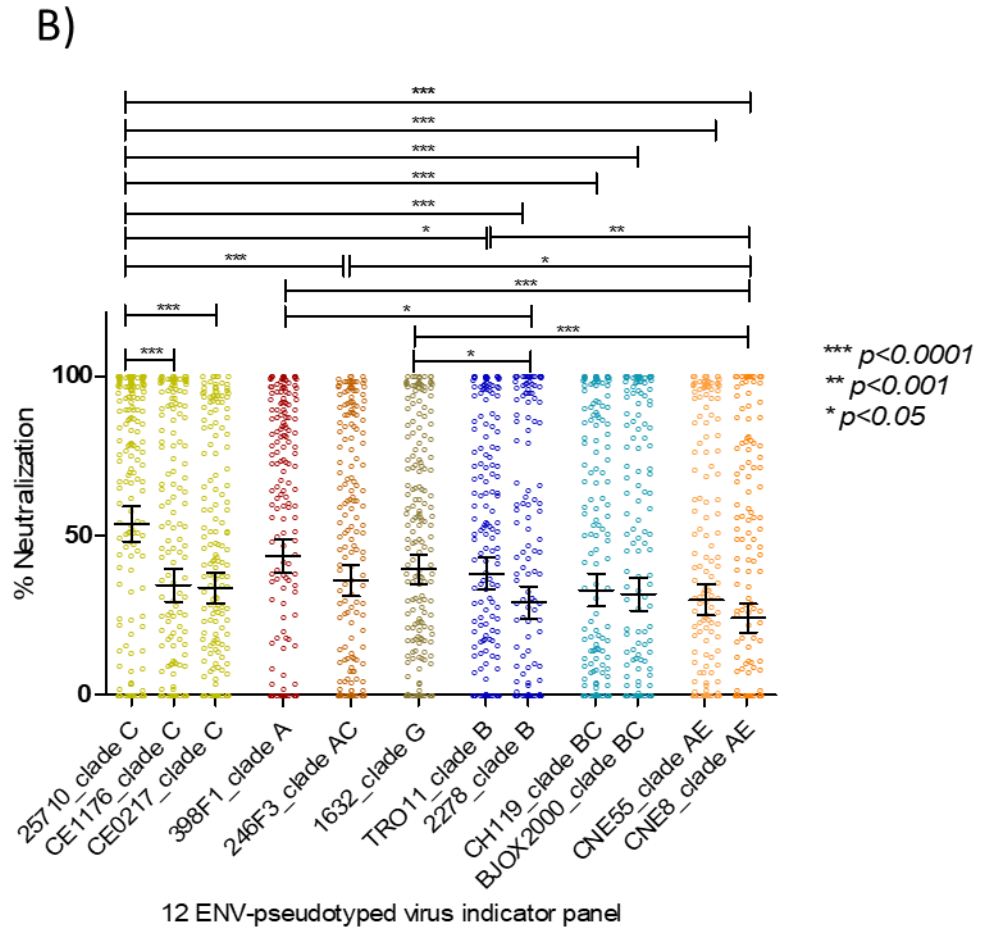 B)
***
***
***
***
***
* **
*** *
***
*** *
***
*** *
100
50
0
% Neutralization
*** p<0.0001
** p<0.001
* p<0.05
25710_clade C
CE1176_clade C
CE0217_clade C
398F1_clade A
246F3_clade AC
1632_clade G
TRO11_clade B
2278_clade B
CH119_clade BC
BJOX2000_clade BC
CNE55_clade AE
CNE8_clade AE
12 ENV-pseudotyped virus indicator panel